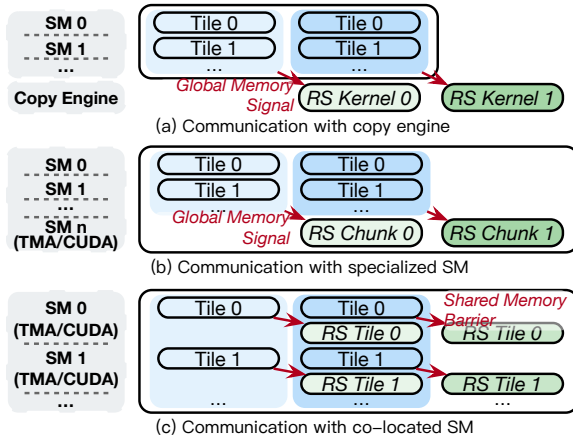 SM 0
Tile 0
Tile 0
SM 1
Tile 1
Tile 1
...
...
...
Global Memory
Signal
Copy Engine
RS Kernel 0
RS Kernel 1
(a) Communication with copy engine
SM 0
Tile 0
Tile 0
SM 1
Tile 1
Tile 1
...
...
...
Global Memory
Signal
SM n
(TMA/CUDA)
RS Chunk 0
RS Chunk 1
(b) Communication with specialized SM
SM 0
(TMA/CUDA)
Tile 0
Tile 0
Shared Memory
Barrier
RS Tile 0
RS Tile 0
SM 1
(TMA/CUDA)
Tile 1
Tile 1
RS Tile 1
RS Tile 1
...
...
...
...
(c) Communication with co-located SM